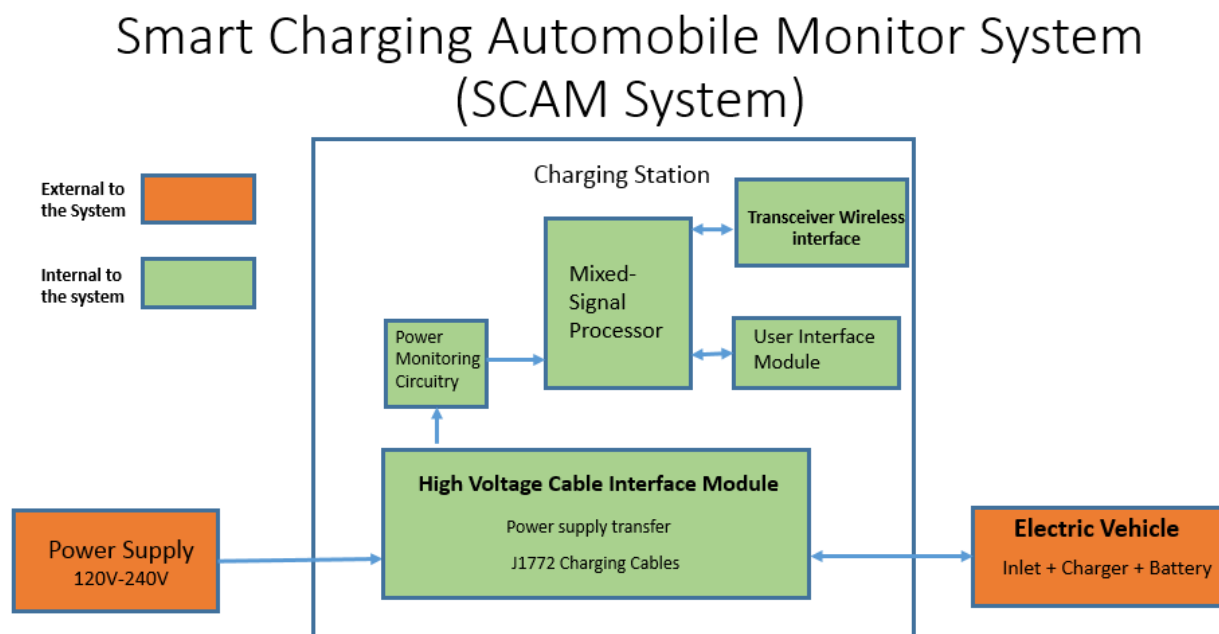 Smart Charging Automobile Monitor System
(SCAM System)
External to
the System
Internal to
the system
Charging Station
Transceiver Wireless
interface
Mixed-
Signal
Processor
User Interface
Module
Power
Monitoring
Circuitry
High Voltage Cable Interface Module
Power supply transfer
J1772 Charging Cables
Power Supply
120V-240V
Electric Vehicle
Inlet + Charger + Battery